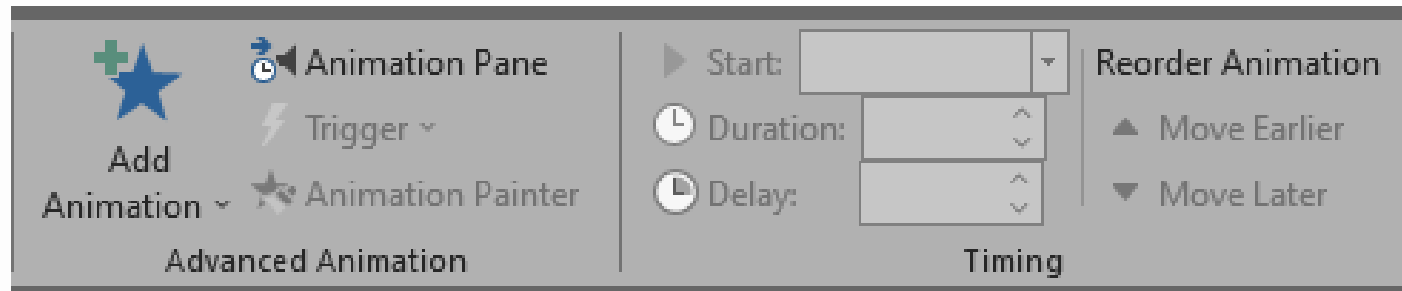 Add
Animation
Animation Pane
Trigger
Animation Painter
Advanced Animation
Start:
Duration:
Delay:
Reorder Animation
Move Earlier
Move Later
Timing